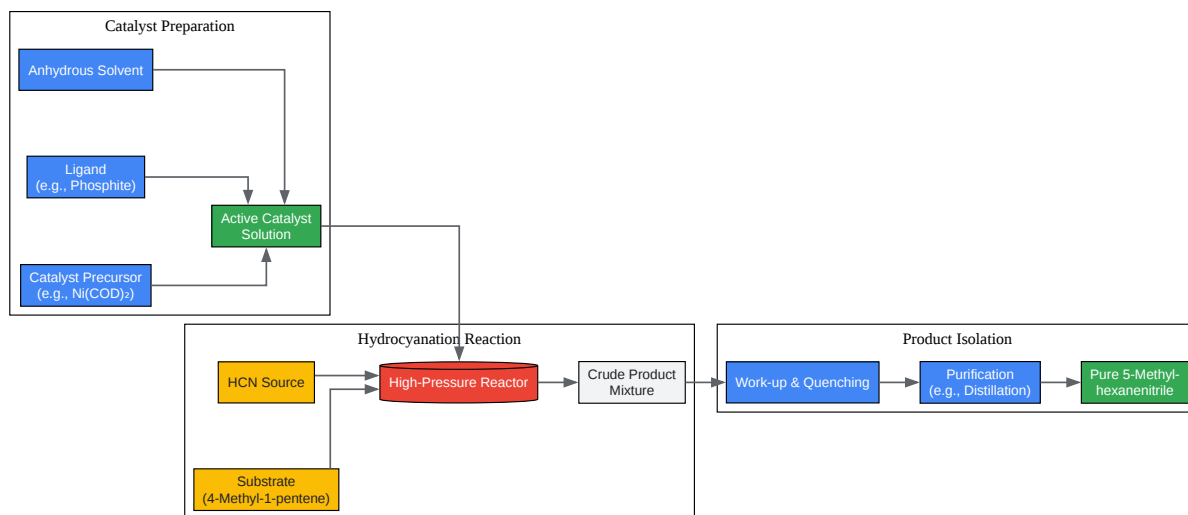 Catalyst Preparation
Anhydrous Solvent
Ligand
(e.g., Phosphite)
Active Catalyst
Solution
Catalyst Precursor
(e.g., Ni(COD)₂)
Hydrocyanation Reaction
HCN Source
High-Pressure Reactor
Crude Product
Mixture
Substrate
(4-Methyl-1-pentene)
Product Isolation
Work-up & Quenching
Purification
(e.g., Distillation)
Pure 5-Methyl-
hexanenitrile